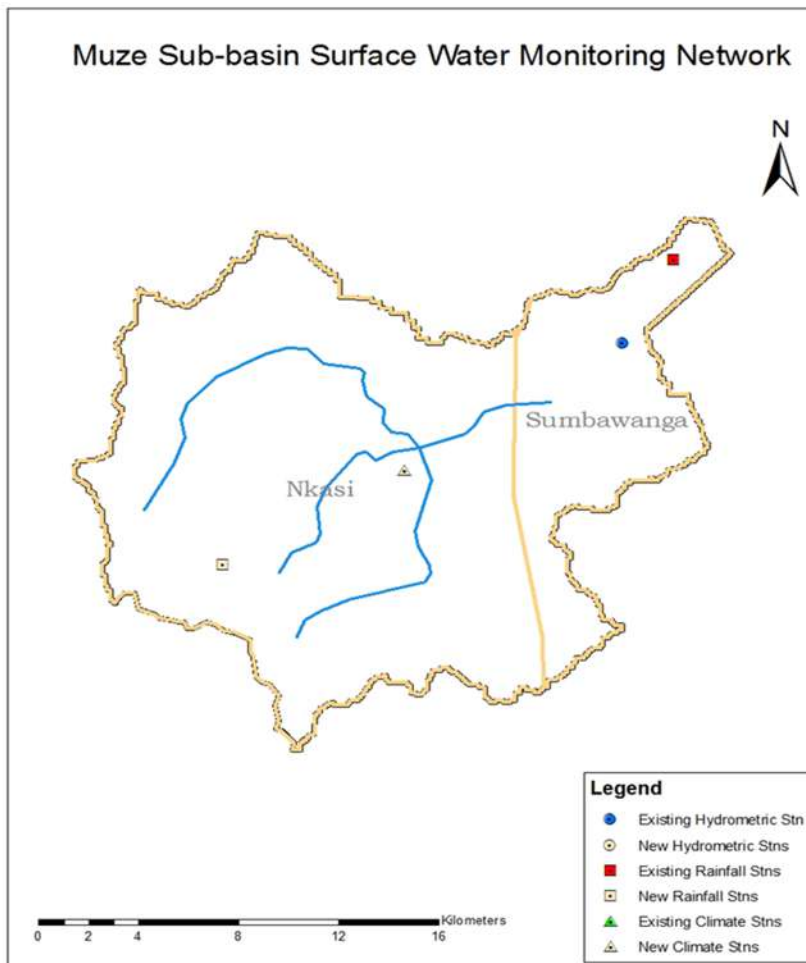 Muze Sub-basin Surface Water Monitoring Network
N
Sumbawanga
Nkasi
Legend
Existing Hydrometric Stn
New Hydrometric Stns
Existing Rainfall Stns
New Rainfall Stns
Existing Climate Stns
New Climate Stns
Kilometers
0 2 4 8 12 16